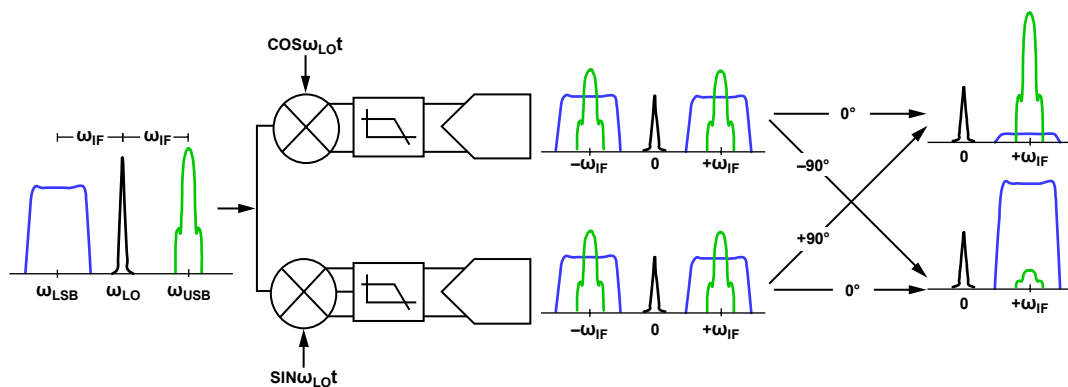 COSωLOt
ωIF ωIF
ωLSB ωLO ωUSB
SINωLOt
–ωIF 0 +ωIF
–ωIF 0 +ωIF
0°
–90°
+90°
0°
0 +ωIF
0 +ωIF